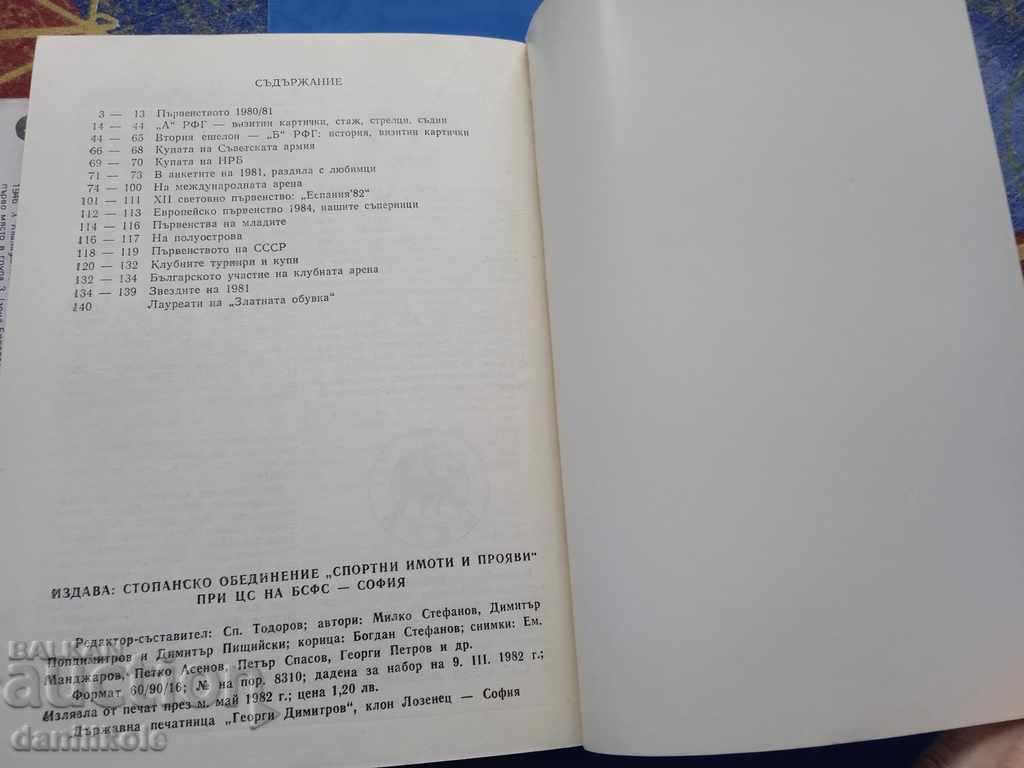 СЪДЪРЖАНИЕ
3 — 13 Първенството 1980/81
14 — 44 „А“ РФГ — визитни картички, стаж, стрелци, съдии
44 — 65 Втория ешелон — „Б“ РФГ: история, визитни картички
66 — 68 Купата на Съветската армия
69 — 70 Купата на НРБ
71 — 73 В анкетите на 1981, раздяла с любимци
74 — 100 На международната арена
101 — 111 XII световно първенство: „Еспания'82“
112 — 113 Европейско първенство 1984, нашите съперници
114 — 116 Първенства на младите
116 — 117 На полуострова
118 — 119 Първенството на СССР
120 — 132 Клубните турнири и купи
132 — 134 Българското участие на клубната арена
134 — 139 Звездите на 1981
140 Лауреати на „Златната обувка“
ИЗДАВА: СТОПАНСКО ОБЕДИНЕНИЕ „СПОРТНИ ИМОТИ И ПРОЯВИ“
ПРИ ЦС НА БСФС — СОФИЯ
Редактор-съставител: Сп. Тодоров; автори: Милко Стефанов, Димитър
Попдимитров и Димитър Пищийски; корица: Богдан Стефанов; снимки: Ем.
Манджаров, Петко Асенов, Петър Спасов, Георги Петров и др.
Формат 60/90/16; № на пор. 8310; дадена за набор на 9. III. 1982 г.;
Излязла от печат през м. май 1982 г.; цена 1,20 лв.
Държавна печатница „Георги Димитров“, клон Лозенец — София
БАЛКАН
auction
damnikole